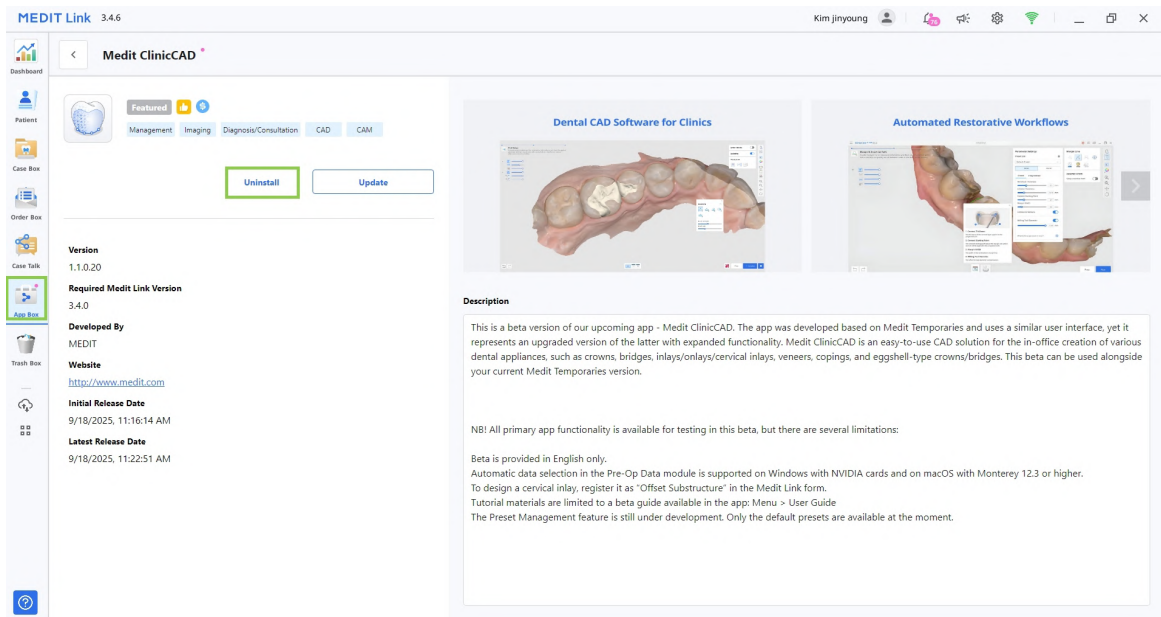 MEDIT Link 3.4.6
Kim jinyoung
76
Dashboard
Patient
Case Box
Order Box
Case Talk
App Box
Trash Box
Medit ClinicCAD
Featured
Management Imaging Diagnosis/Consultation CAD CAM
Uninstall Update
Version
1.1.0.20
Required Medit Link Version
3.4.0
Developed By
MEDIT
Website
http://www.medit.com
Initial Release Date
9/18/2025, 11:16:14 AM
Latest Release Date
9/18/2025, 11:22:51 AM
Dental CAD Software for Clinics
Automated Restorative Workflows
Description
This is a beta version of our upcoming app - Medit ClinicCAD. The app was developed based on Medit Temporaries and uses a similar user interface, yet it
represents an upgraded version of the latter with expanded functionality. Medit ClinicCAD is an easy-to-use CAD solution for the in-office creation of various
dental appliances, such as crowns, bridges, inlays/onlays/cervical inlays, veneers, copings, and eggshell-type crowns/bridges. This beta can be used alongside
your current Medit Temporaries version.
NB! All primary app functionality is available for testing in this beta, but there are several limitations:
Beta is provided in English only.
Automatic data selection in the Pre-Op Data module is supported on Windows with NVIDIA cards and on macOS with Monterey 12.3 or higher.
To design a cervical inlay, register it as "Offset Substructure" in the Medit Link form.
Tutorial materials are limited to a beta guide available in the app: Menu > User Guide
The Preset Management feature is still under development. Only the default presets are available at the moment.